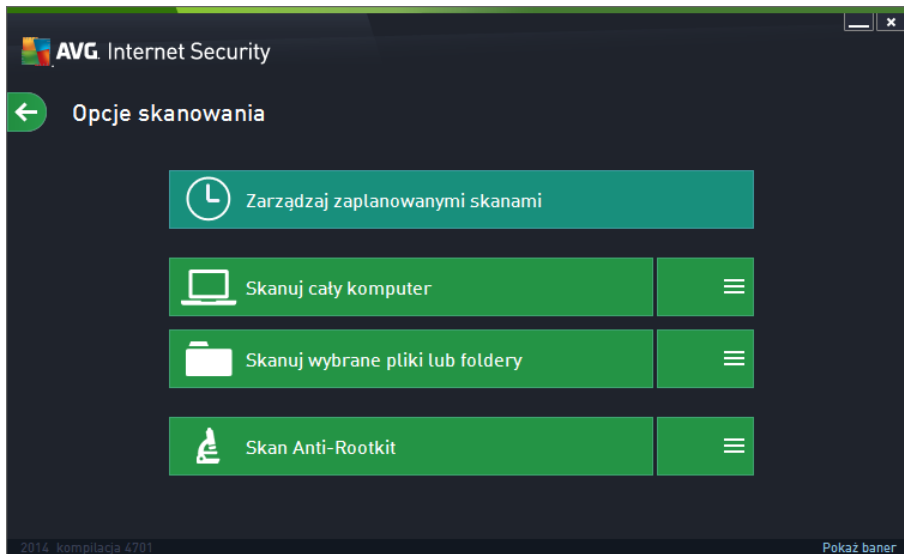 AVG. Internet Security
Opcje skanowania
Zarządzaj zaplanowanymi skanami
Skanuj cały komputer
Skanuj wybrane pliki lub foldery
Skan Anti-Rootkit
2014 kompilacja 4701
Pokaż baner